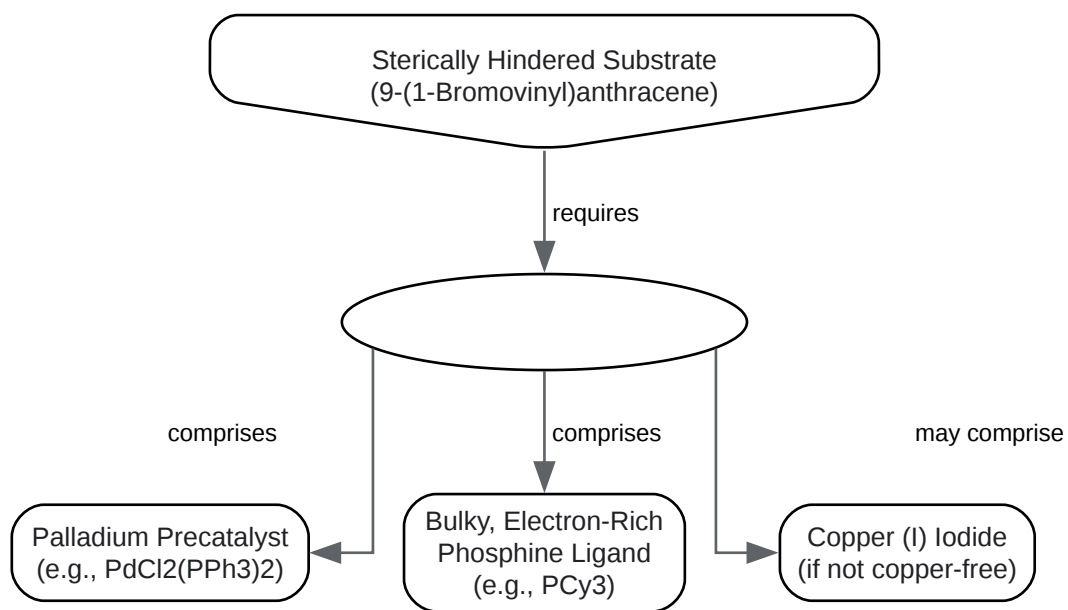 Sterically Hindered Substrate
(9-(1-Bromovinyl)anthracene)
requires
comprises
comprises
may comprise
Palladium Precatalyst
(e.g., PdCl2(PPh3)2)
Bulky, Electron-Rich
Phosphine Ligand
(e.g., PCy3)
Copper (I) Iodide
(if not copper-free)